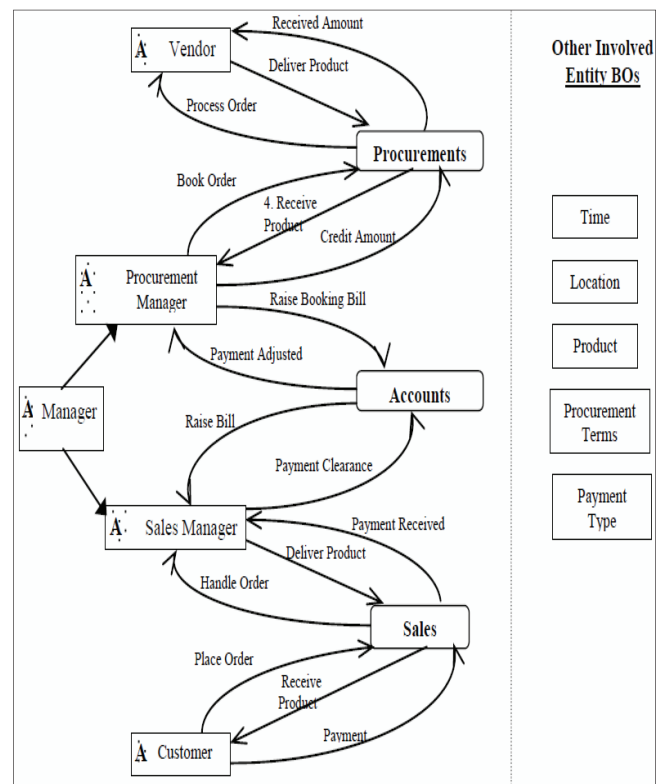 Received Amount
A Vendor
Deliver Product
Process Order
Procurements
Book Order
4. Receive
Product
Credit Amount
A Procurement
Manager
Raise Booking Bill
Payment Adjusted
Accounts
A Manager
Raise Bill
Payment Clearance
A Sales Manager
Payment Received
Deliver Product
Handle Order
Sales
Place Order
Receive
Product
Payment
A Customer
Other Involved
Entity BOs
Time
Location
Product
Procurement
Terms
Payment
Type